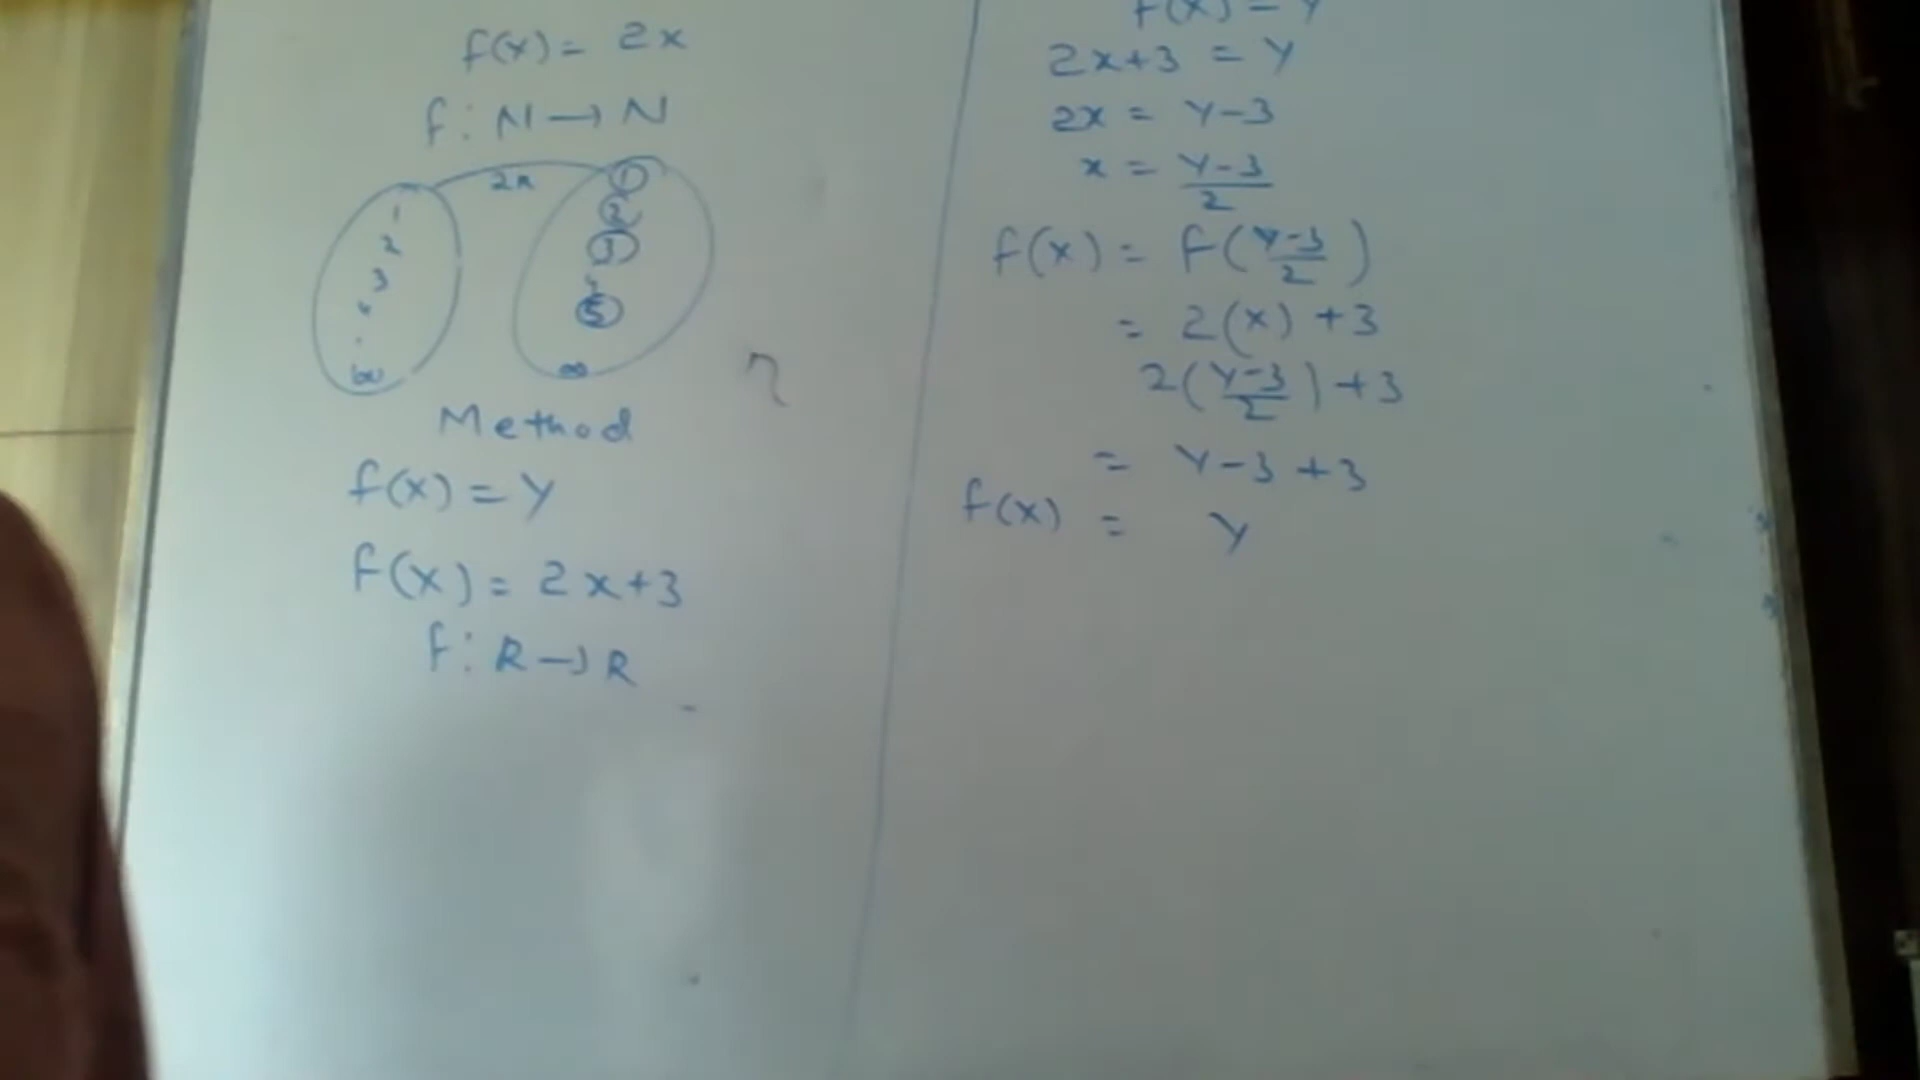 f(x) = 2x
f : N → N
2x
1
2
3
∞
1
2
3
5
∞
Method
f(x) = y
f(x) = 2x+3
f : R → R
f(x) = y
2x+3 = y
2x = y-3
x = y-3/2
f(x) = f(y-3/2)
= 2(x) +3
2(y-3/2)+3
= y-3 +3
f(x) = y